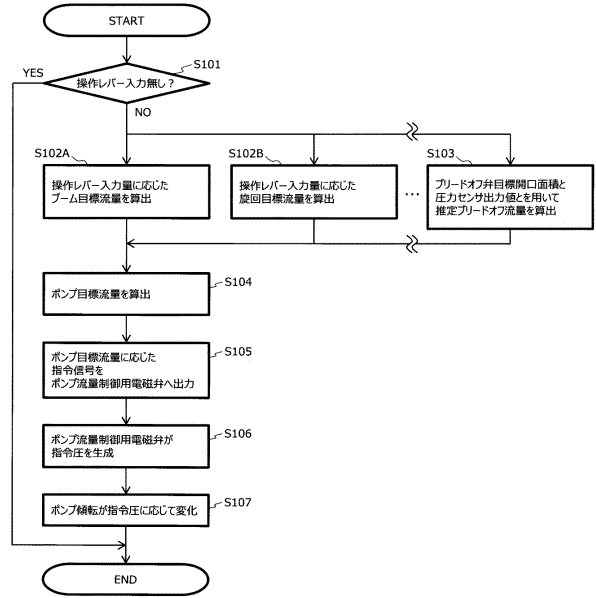 START
YES
操作レバー入力無し？
S101
NO
S102A
操作レバー入力量に応じた
ブーム目標流量を算出
S102B
操作レバー入力量に応じた
旋回目標流量を算出
…
S103
ブリードオフ弁目標開口面積と
圧力センサ出力値とを用いて
推定ブリードオフ流量を算出
S104
ポンプ目標流量を算出
S105
ポンプ目標流量に応じた
指令信号を
ポンプ流量制御用電磁弁へ出力
S106
ポンプ流量制御用電磁弁が
指令圧を生成
S107
ポンプ傾転が指令圧に応じて変化
END